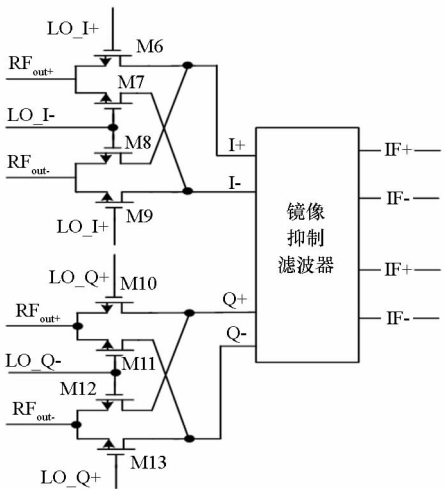 LO_I+
M6
RFout+
M7
LO_I-
M8
RFout-
M9
LO_I+
I+
I-
镜像
抑制
滤波器
IF+
IF-
IF+
IF-
LO_Q+
M10
Q+
RFout+
Q-
M11
LO_Q-
M12
RFout-
M13
LO_Q+